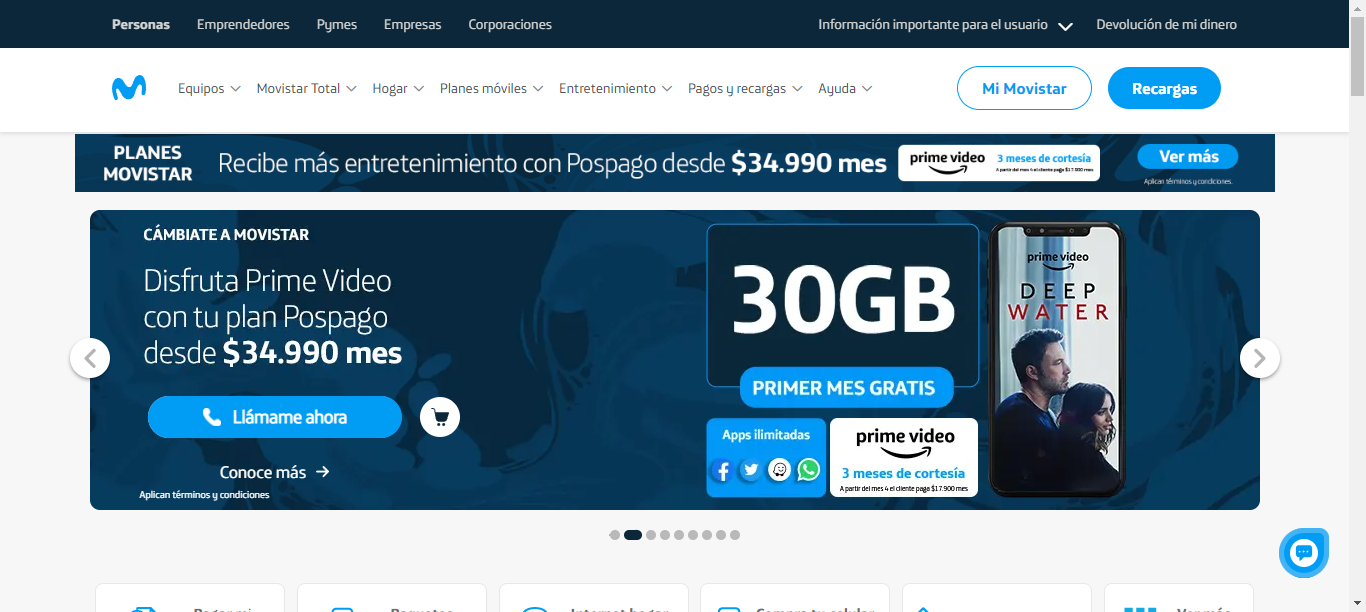 Personas Emprendedores Pymes Empresas Corporaciones Información importante para el usuario Devolución de mi dinero
Equipos Movistar Total Hogar Planes móviles Entretenimiento Pagos y recargas Ayuda Mi Movistar Recargas
PLANES
MOVISTAR
Recibe más entretenimiento con Pospago desde $34.990 mes
prime video
3 meses de cortesía
A partir del mes 4 el cliente paga $17.900 mes
Ver más
Aplican términos y condiciones.
CÁMBIATE A MOVISTAR
Disfruta Prime Video
con tu plan Pospago
desde $34.990 mes
Llámame ahora
Conoce más →
Aplican términos y condiciones
30GB
PRIMER MES GRATIS
Apps ilimitadas
prime video
3 meses de cortesía
A partir del mes 4 el cliente paga $17.900 mes
prime video
DEEP
WATER